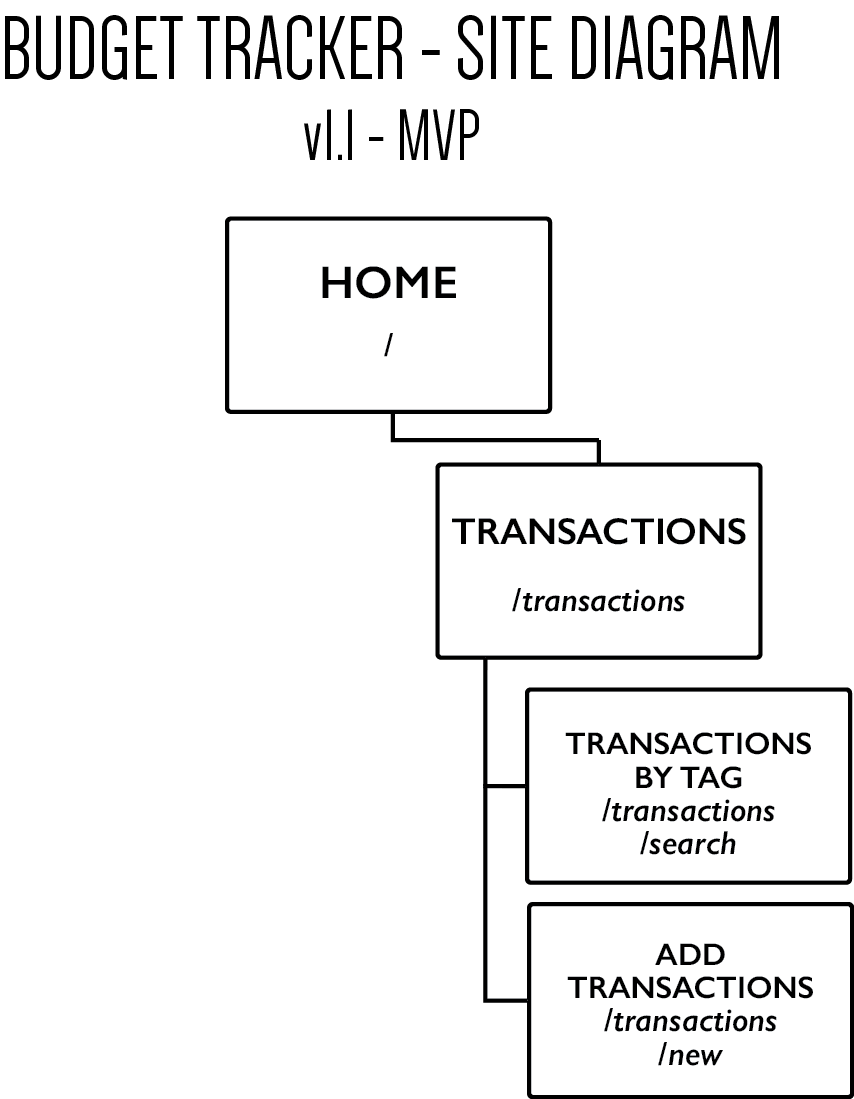 BUDGET TRACKER - SITE DIAGRAM
v1.1 - MVP
HOME
/
TRANSACTIONS
/transactions
TRANSACTIONS
BY TAG
/transactions
/search
ADD
TRANSACTIONS
/transactions
/new